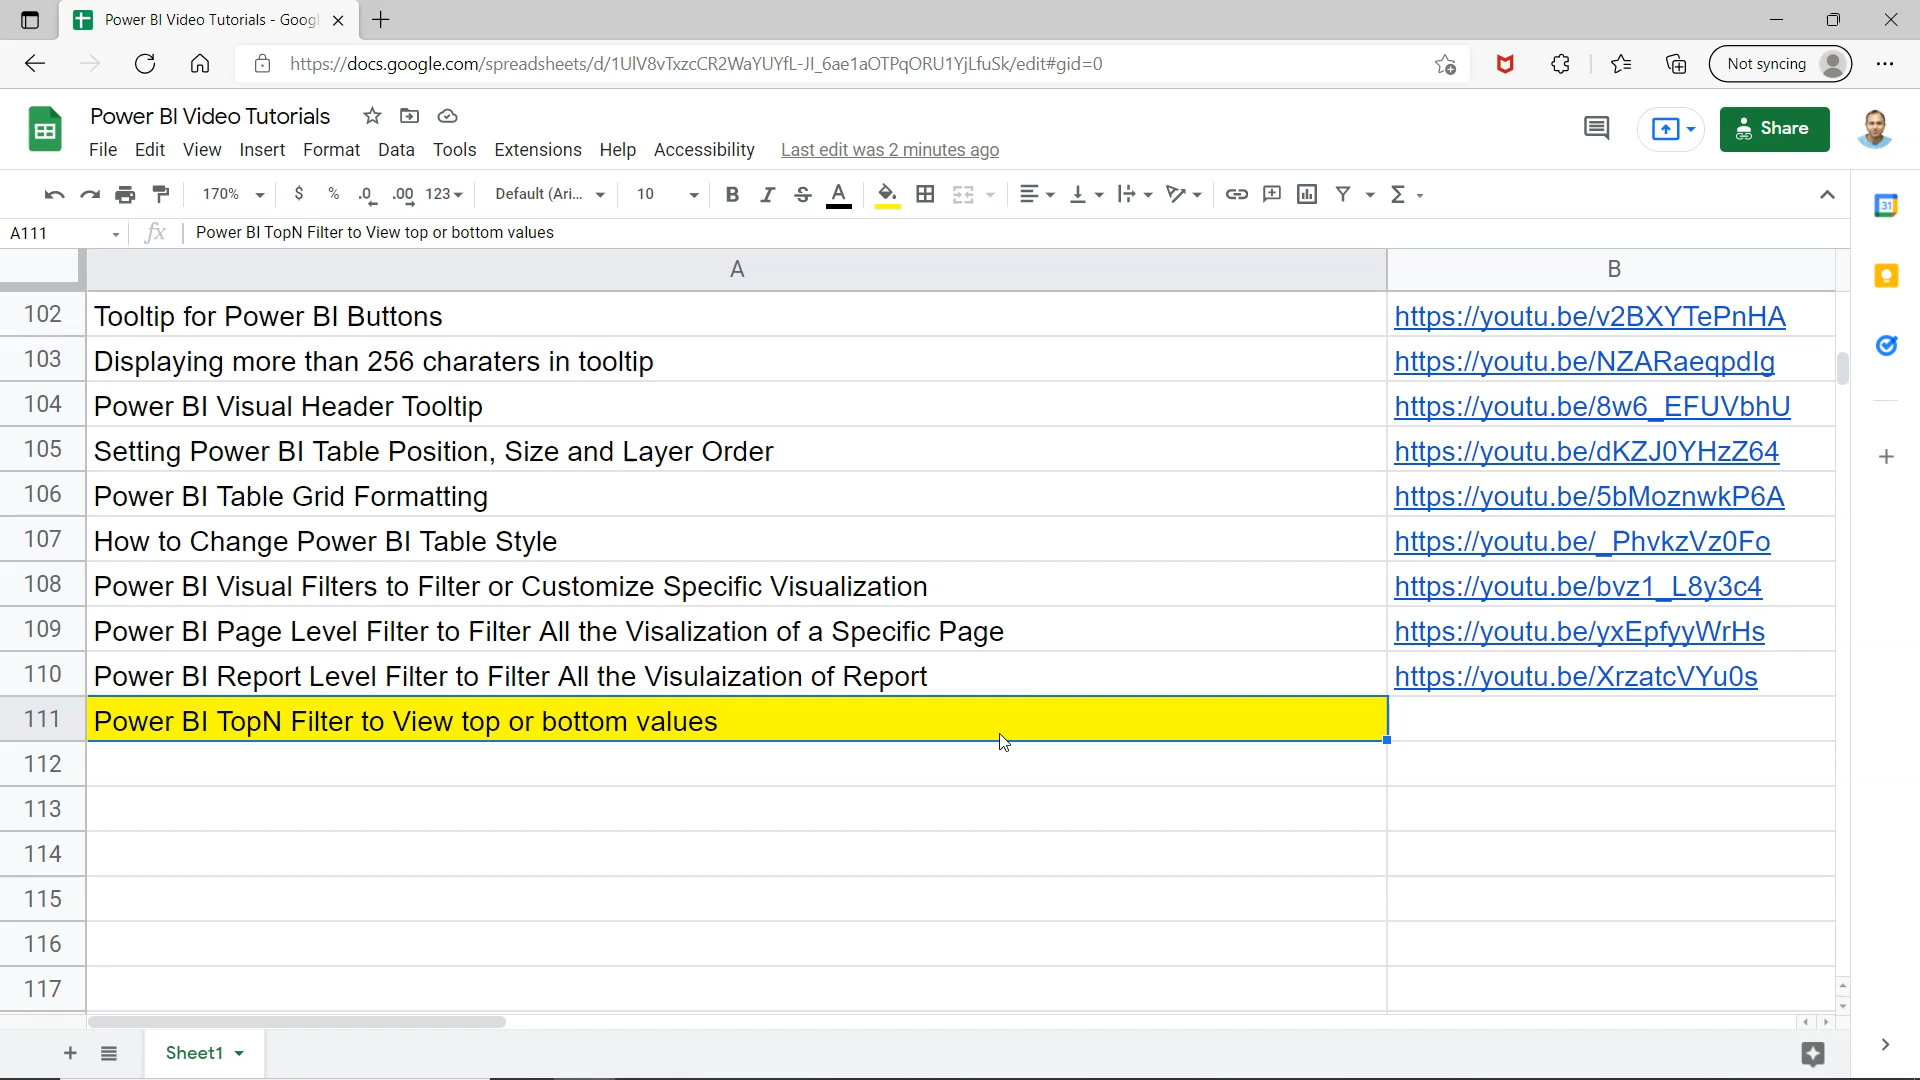 Power BI Video Tutorials - Googl
https://docs.google.com/spreadsheets/d/1UlV8vTxzcCR2WaYUYfL-JI_6ae1aOTPqORU1YjLfuSk/edit#gid=0
Not syncing
Power BI Video Tutorials
File Edit View Insert Format Data Tools Extensions Help Accessibility Last edit was 2 minutes ago
Share
170% $ % .0 .00 123 Default (Ari... 10 B I S A Σ
31
A111 fx Power BI TopN Filter to View top or bottom values
A B
102 Tooltip for Power BI Buttons https://youtu.be/v2BXYTePnHA
103 Displaying more than 256 charaters in tooltip https://youtu.be/NZARaeqpdIg
104 Power BI Visual Header Tooltip https://youtu.be/8w6_EFUVbhU
105 Setting Power BI Table Position, Size and Layer Order https://youtu.be/dKZJ0YHzZ64
106 Power BI Table Grid Formatting https://youtu.be/5bMoznwkP6A
107 How to Change Power BI Table Style https://youtu.be/_PhvkzVz0Fo
108 Power BI Visual Filters to Filter or Customize Specific Visualization https://youtu.be/bvz1_L8y3c4
109 Power BI Page Level Filter to Filter All the Visalization of a Specific Page https://youtu.be/yxEpfyyWrHs
110 Power BI Report Level Filter to Filter All the Visulaization of Report https://youtu.be/XrzatcVYu0s
111 Power BI TopN Filter to View top or bottom values
112
113
114
115
116
117
Sheet1